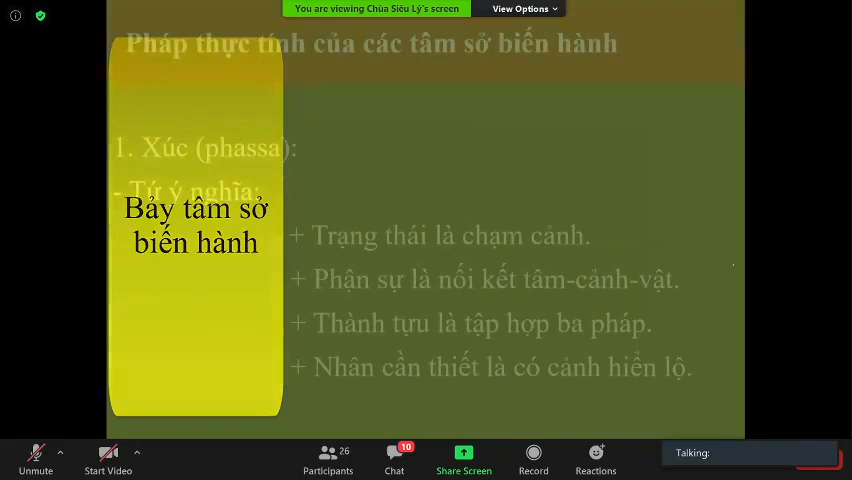 You are viewing Chùa Siêu Lý's screen
View Options
Pháp thực tính của các tâm sở biến hành
1. Xúc (phassa):
- Tứ ý nghĩa:
Bảy tâm sở
biến hành
+ Trạng thái là chạm cảnh.
+ Phận sự là nối kết tâm-cảnh-vật.
+ Thành tựu là tập hợp ba pháp.
+ Nhân cần thiết là có cảnh hiển lộ.
Unmute
Start Video
26
Participants
10
Chat
Share Screen
Record
Reactions
Talking: